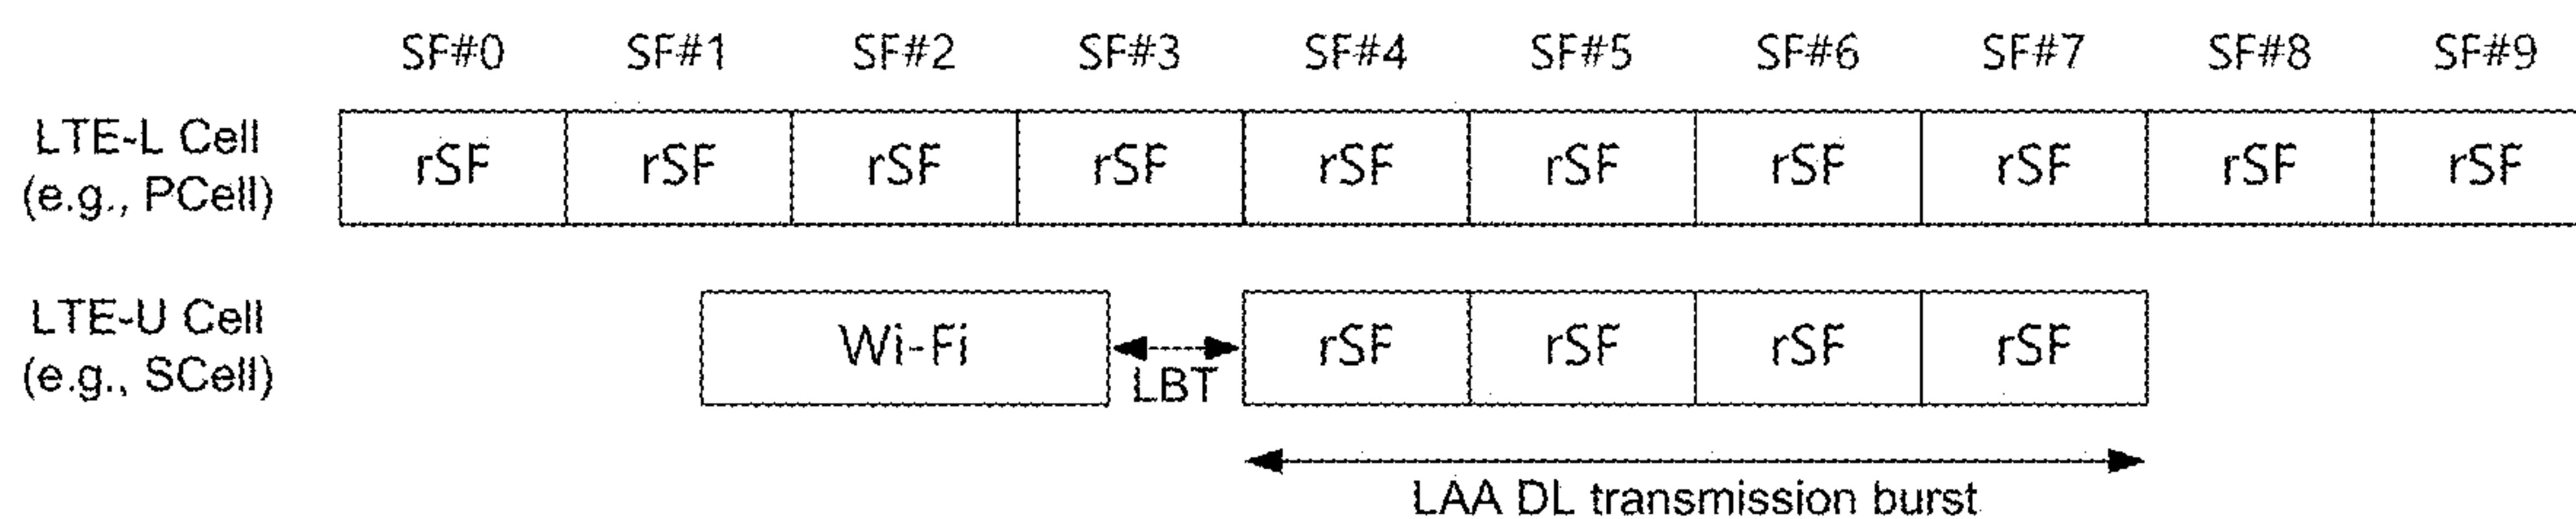 SF#0 SF#1 SF#2 SF#3 SF#4 SF#5 SF#6 SF#7 SF#8 SF#9
LTE-L Cell
(e.g., PCell)
rSF rSF rSF rSF rSF rSF rSF rSF rSF rSF
LTE-U Cell
(e.g., SCell)
Wi-Fi
LBT
rSF rSF rSF rSF
LAA DL transmission burst